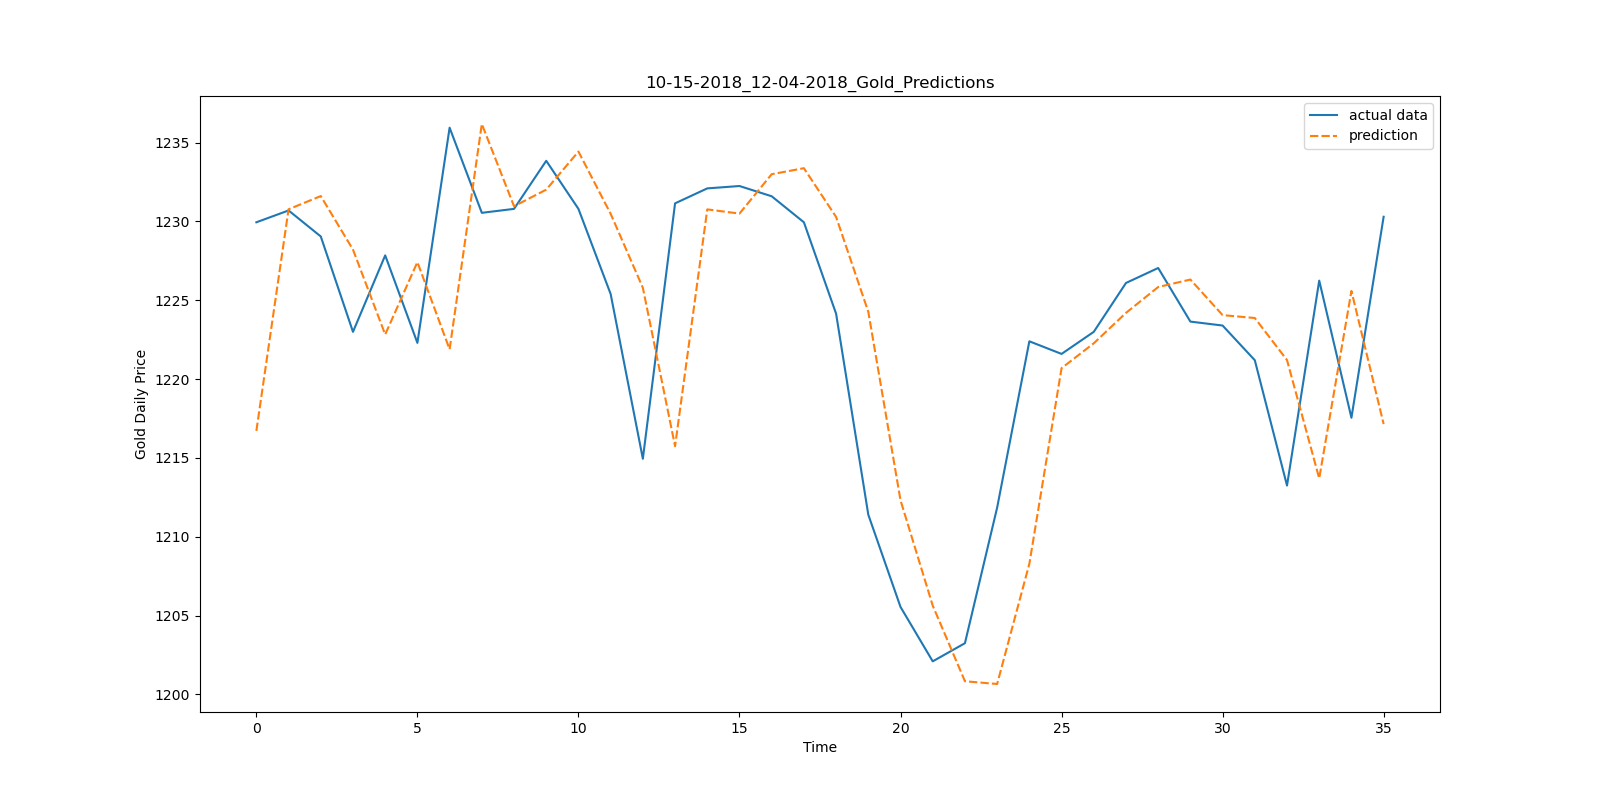 10-15-2018_12-04-2018_Gold_Predictions
actual data
prediction
Gold Daily Price
1235
1230
1225
1220
1215
1210
1205
1200
0 5 10 15 20 25 30 35
Time